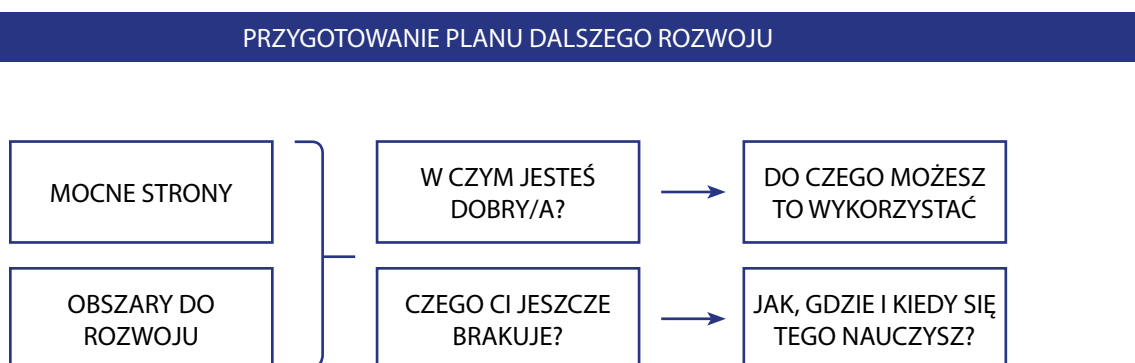 PRZYGOTOWANIE PLANU DALSZEGO ROZWOJU
MOCNE STRONY
W CZYM JESTEŚ
DOBRY/A?
DO CZEGO MOŻESZ
TO WYKORZYSTAĆ
OBSZARY DO
ROZWOJU
CZEGO CI JESZCZE
BRAKUJE?
JAK, GDZIE I KIEDY SIĘ
TEGO NAUCZYSZ?